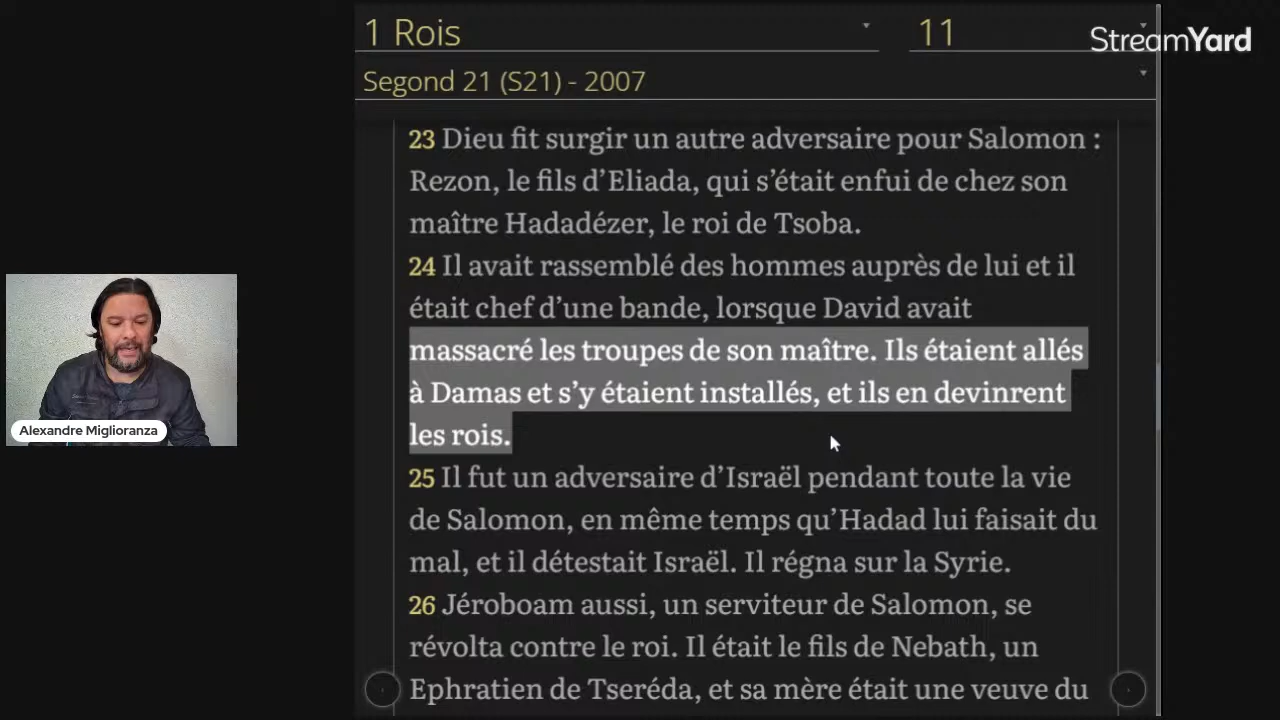 1 Rois
11
StreamYard
Segond 21 (S21) - 2007
23 Dieu fit surgir un autre adversaire pour Salomon :
Rezon, le fils d’Eliada, qui s’était enfui de chez son
maître Hadadézer, le roi de Tsoba.
24 Il avait rassemblé des hommes auprès de lui et il
était chef d’une bande, lorsque David avait
massacré les troupes de son maître. Ils étaient allés
à Damas et s’y étaient installés, et ils en devinrent
les rois.
25 Il fut un adversaire d’Israël pendant toute la vie
de Salomon, en même temps qu’Hadad lui faisait du
mal, et il détestait Israël. Il régna sur la Syrie.
26 Jéroboam aussi, un serviteur de Salomon, se
révolta contre le roi. Il était le fils de Nebath, un
Ephratien de Tseréda, et sa mère était une veuve du
Alexandre Miglioranza